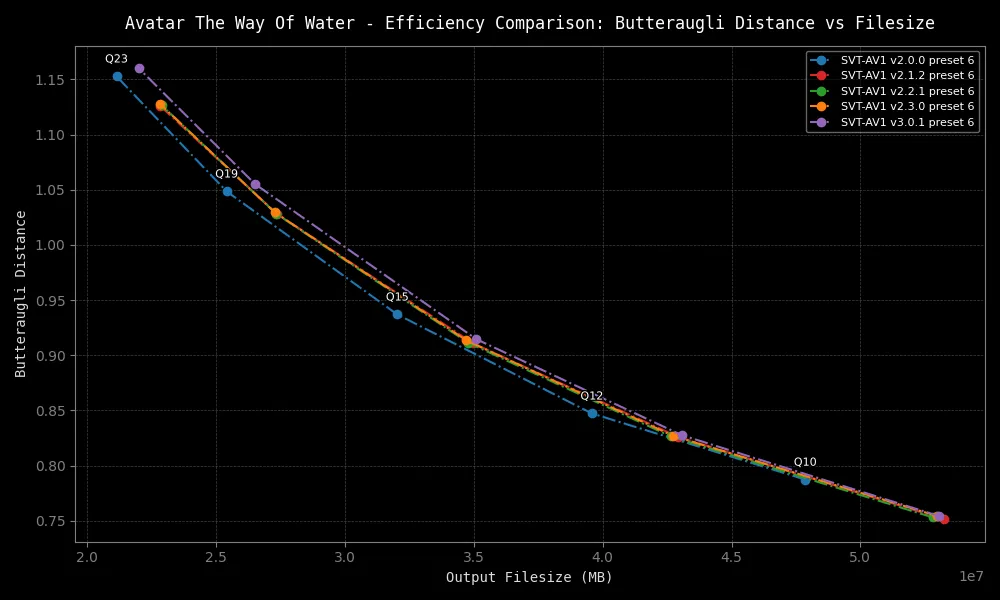 Avatar The Way Of Water - Efficiency Comparison: Butteraugli Distance vs Filesize
SVT-AV1 v2.0.0 preset 6
SVT-AV1 v2.1.2 preset 6
SVT-AV1 v2.2.1 preset 6
SVT-AV1 v2.3.0 preset 6
SVT-AV1 v3.0.1 preset 6
Q23
Q19
Q15
Q12
Q10
Butteraugli Distance
1.15
1.10
1.05
1.00
0.95
0.90
0.85
0.80
0.75
2.0
2.5
3.0
3.5
4.0
4.5
5.0
1e7
Output Filesize (MB)